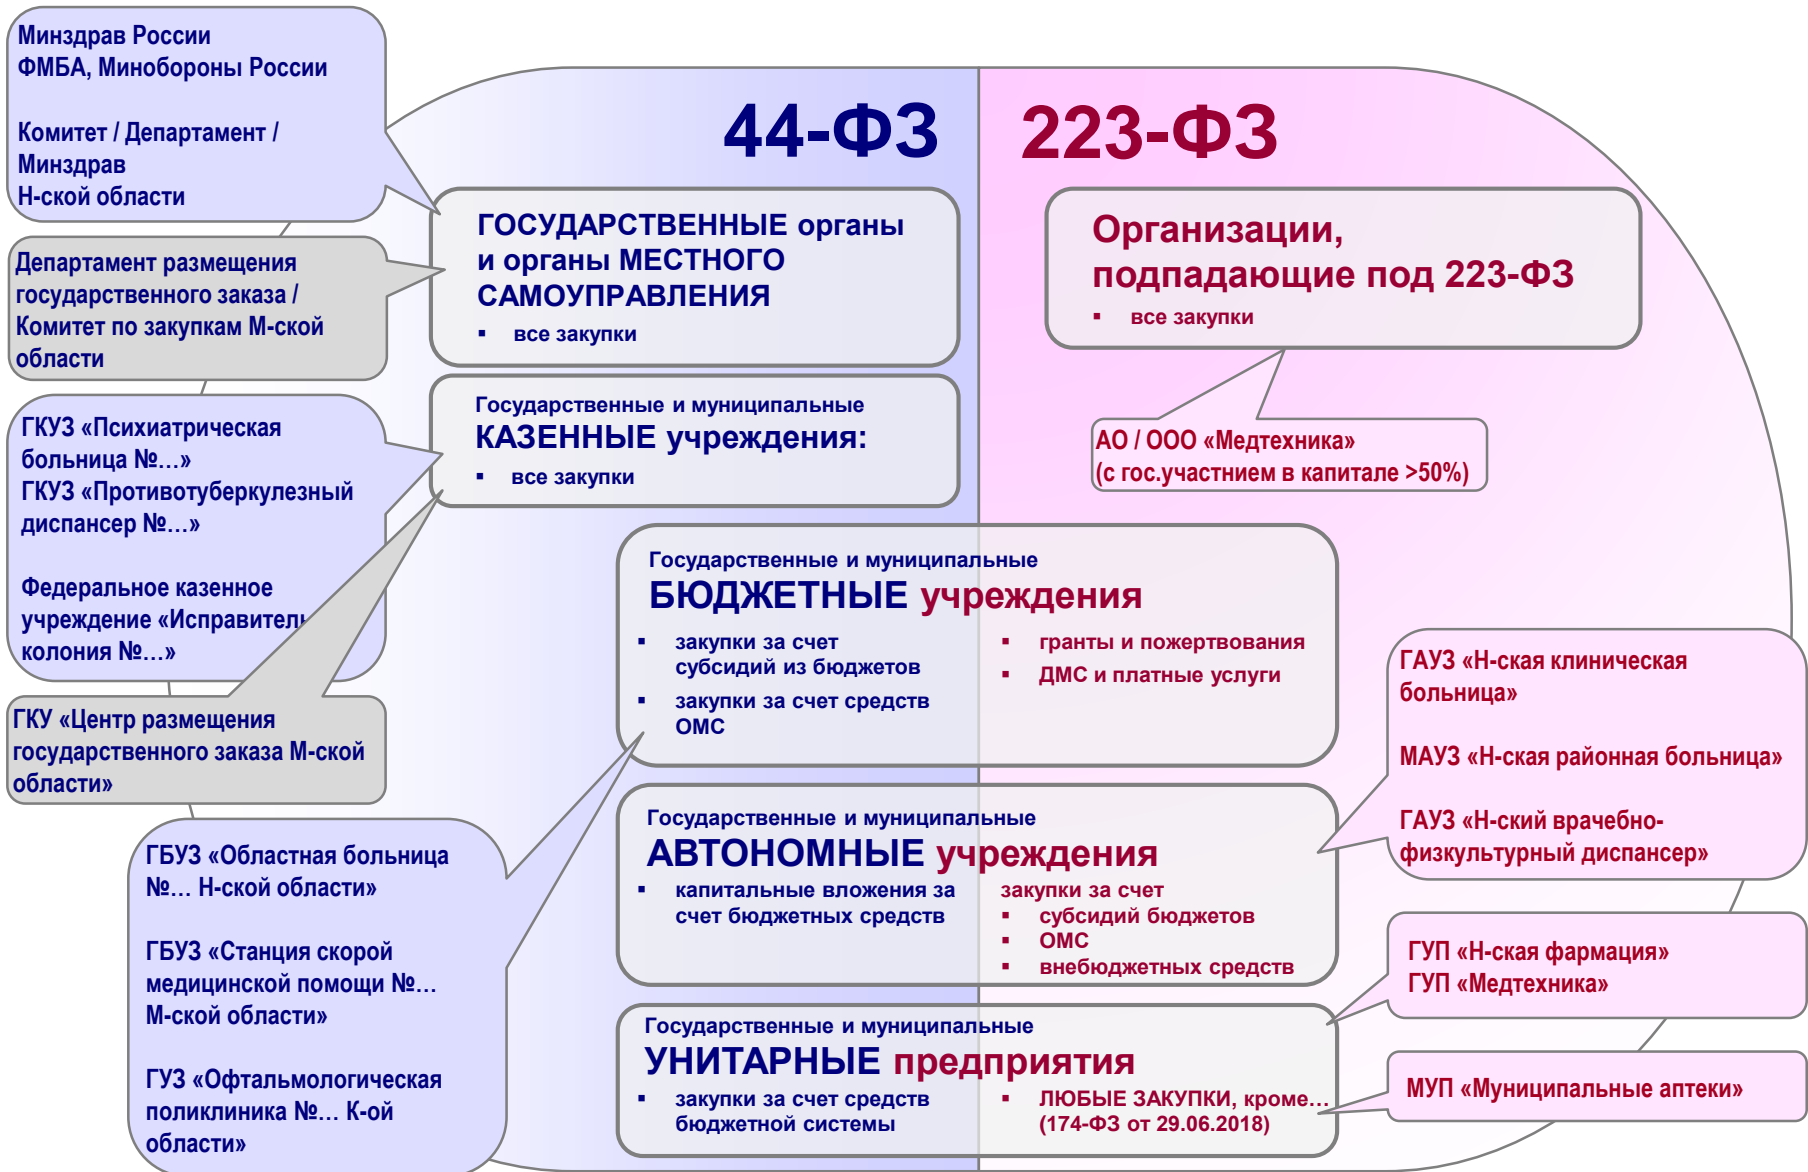 Минздрав России
ФМБА, Минобороны России
Комитет / Департамент /
Минздрав
Н-ской области
Департамент размещения
государственного заказа /
Комитет по закупкам М-ской
области
ГКУЗ «Психиатрическая
больница №…»
ГКУЗ «Противотуберкулезный
диспансер №…»
Федеральное казенное
учреждение «Исправитель
колония №…»
ГКУ «Центр размещения
государственного заказа М-ской
области»
ГБУЗ «Областная больница
№… Н-ской области»
ГБУЗ «Станция скорой
медицинской помощи №…
М-ской области»
ГУЗ «Офтальмологическая
поликлиника №… К-ой
области»
44-ФЗ
223-ФЗ
ГОСУДАРСТВЕННЫЕ органы
и органы МЕСТНОГО
САМОУПРАВЛЕНИЯ
▪ все закупки
Государственные и муниципальные
КАЗЕННЫЕ учреждения:
▪ все закупки
Организации,
подпадающие под 223-ФЗ
▪ все закупки
АО / ООО «Медтехника»
(с гос.участнием в капитале >50%)
Государственные и муниципальные
БЮДЖЕТНЫЕ учреждения
▪ закупки за счет
субсидий из бюджетов
▪ закупки за счет средств
ОМС
▪ гранты и пожертвования
▪ ДМС и платные услуги
Государственные и муниципальные
АВТОНОМНЫЕ учреждения
▪ капитальные вложения за
счет бюджетных средств
закупки за счет
▪ субсидий бюджетов
▪ ОМС
▪ внебюджетных средств
Государственные и муниципальные
УНИТАРНЫЕ предприятия
▪ закупки за счет средств
бюджетной системы
▪ ЛЮБЫЕ ЗАКУПКИ, кроме…
(174-ФЗ от 29.06.2018)
ГАУЗ «Н-ская клиническая
больница»
МАУЗ «Н-ская районная больница»
ГАУЗ «Н-ский врачебно-
физкультурный диспансер»
ГУП «Н-ская фармация»
ГУП «Медтехника»
МУП «Муниципальные аптеки»